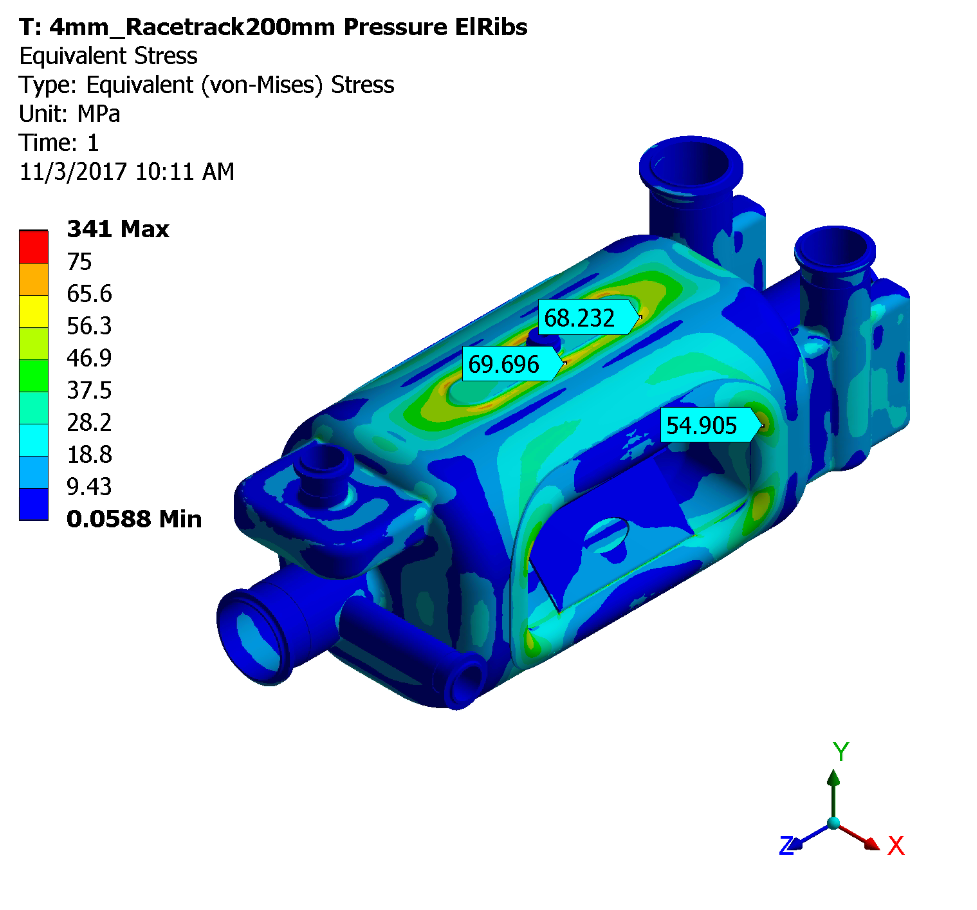 T: 4mm_Racetrack200mm Pressure ElRibs
Equivalent Stress
Type: Equivalent (von-Mises) Stress
Unit: MPa
Time: 1
11/3/2017 10:11 AM
341 Max
75
65.6
56.3
46.9
37.5
28.2
18.8
9.43
0.0588 Min
68.232
69.696
54.905
Y
Z
X